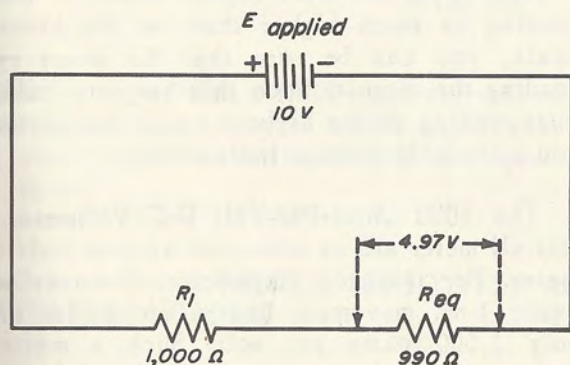 E applied
+ −
10 V
4.97 V
R1
Req
1,000 Ω
990 Ω